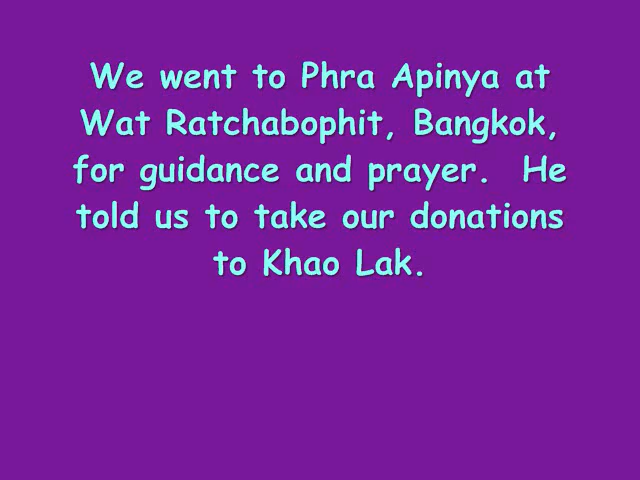 We went to Phra Apinya at
Wat Ratchabophit, Bangkok,
for guidance and prayer.  He
told us to take our donations
to Khao Lak.